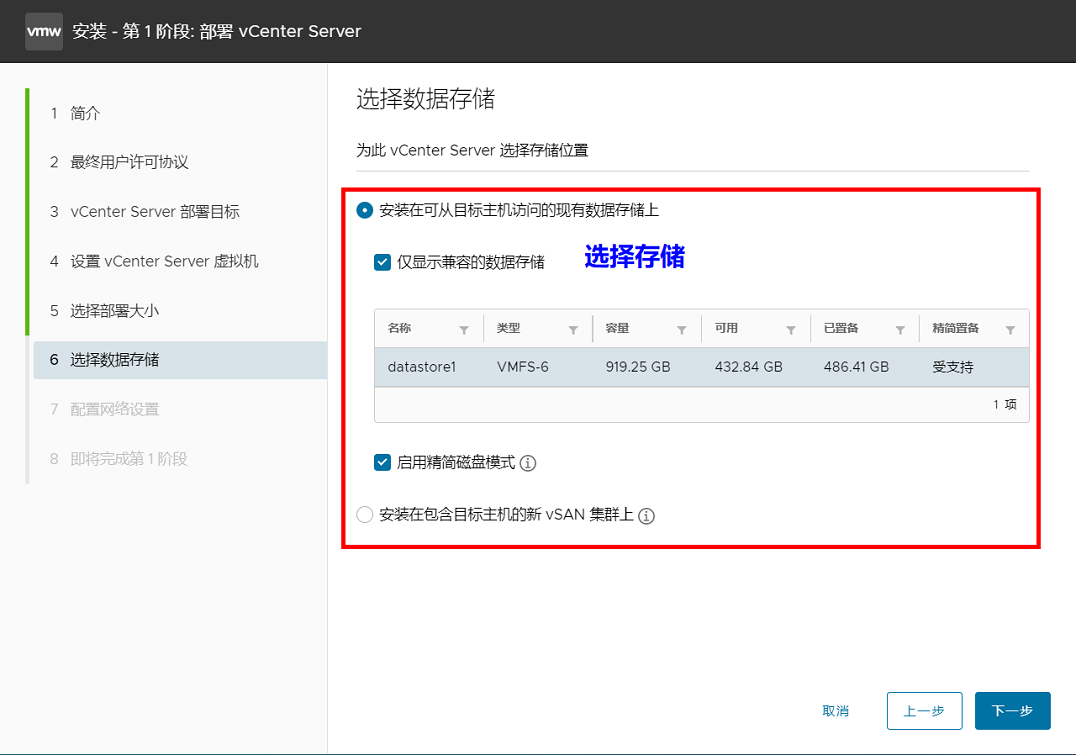 vmw 安装 - 第 1 阶段: 部署 vCenter Server
1 简介
2 最终用户许可协议
3 vCenter Server 部署目标
4 设置 vCenter Server 虚拟机
5 选择部署大小
6 选择数据存储
7 配置网络设置
8 即将完成第 1 阶段
选择数据存储
为此 vCenter Server 选择存储位置
安装在可从目标主机访问的现有数据存储上
仅显示兼容的数据存储
选择存储
名称 类型 容量 可用 已置备 精简置备
datastore1 VMFS-6 919.25 GB 432.84 GB 486.41 GB 受支持
1 项
启用精简磁盘模式
安装在包含目标主机的新 vSAN 集群上
取消 上一步 下一步